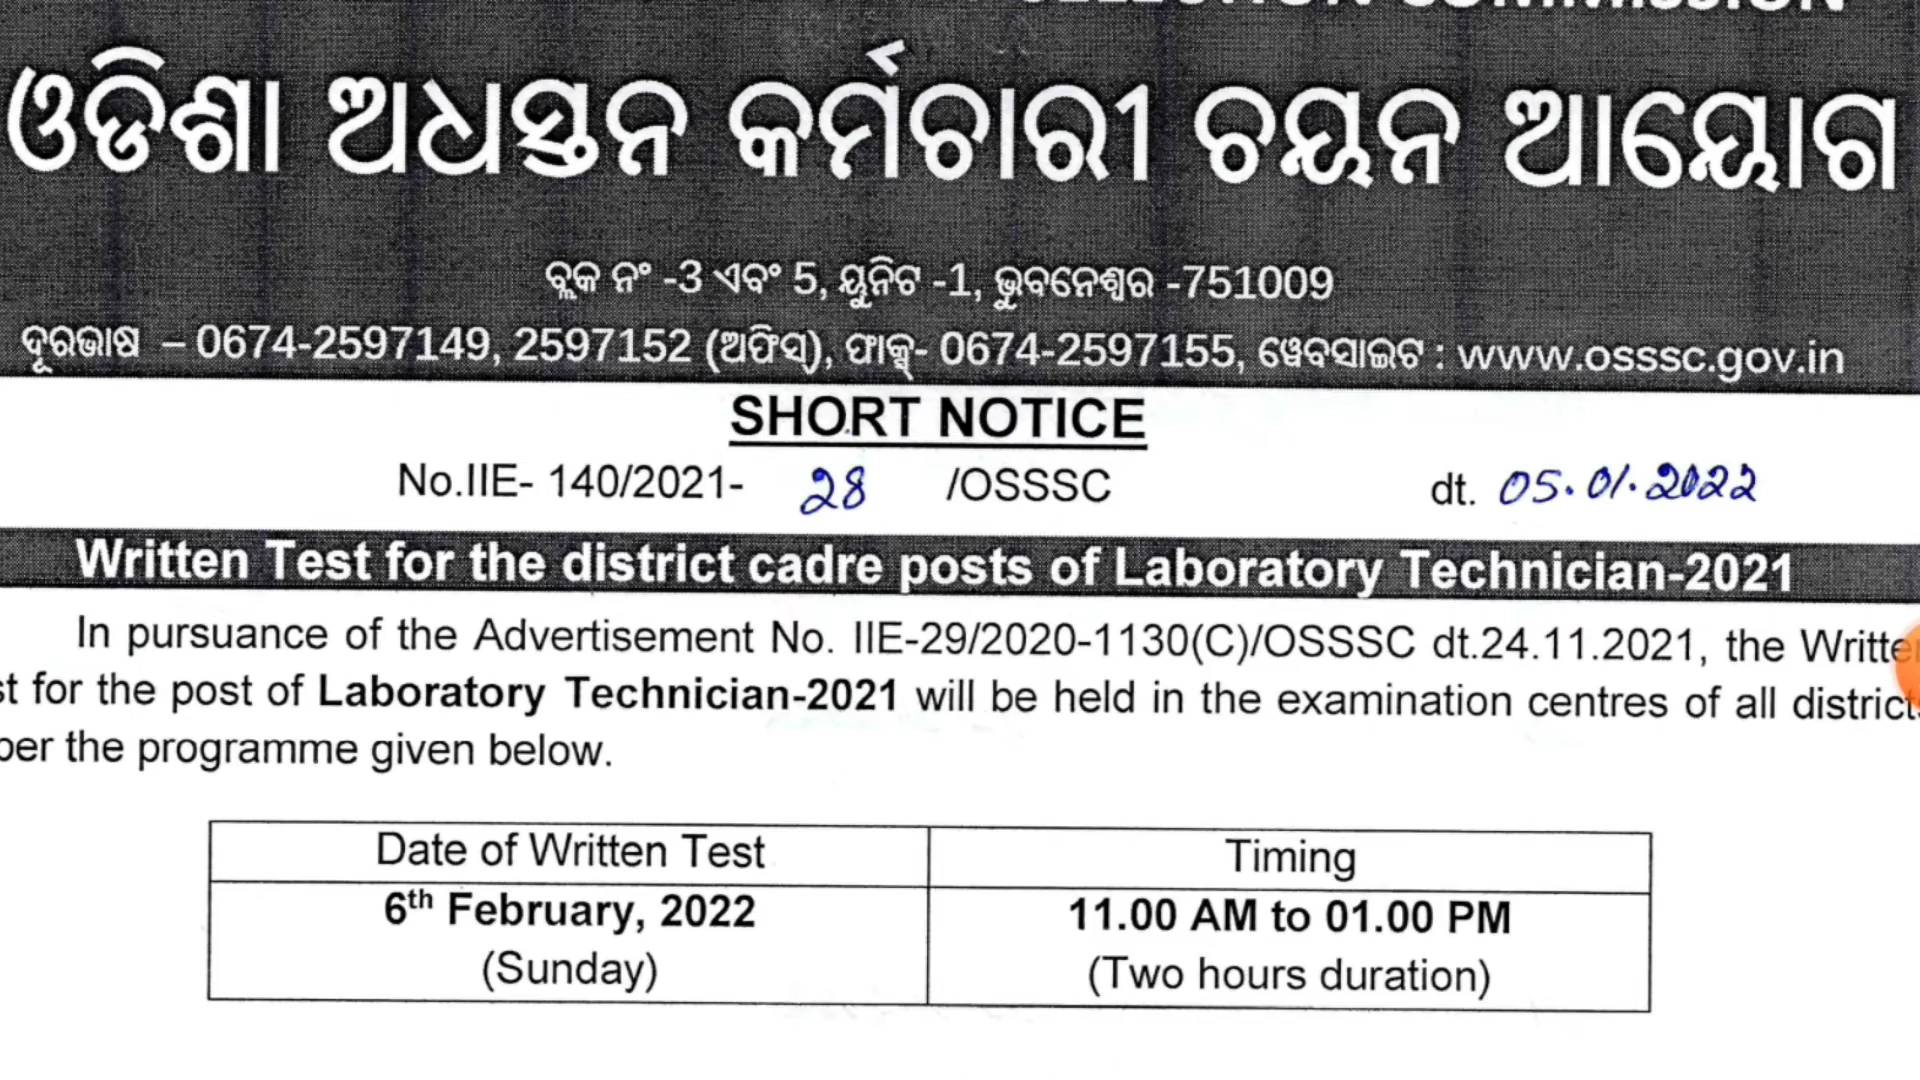 COMMISSION
ଓଡିଶା ଅଧସ୍ତନ କର୍ମଚାରୀ ଚୟନ ଆୟୋଗ
ବ୍ଲକ ନଂ -3 ଏବଂ 5, ୟୁନିଟ -1, ଭୁବନେଶ୍ୱର -751009
ଦୂରଭାଷ – 0674-2597149, 2597152 (ଅଫିସ୍), ଫାକ୍ସ- 0674-2597155, ୱେବସାଇଟ : www.osssc.gov.in
SHORT NOTICE
No.IIE- 140/2021- 28 /OSSSC dt. 05.01.2022
Written Test for the district cadre posts of Laboratory Technician-2021
In pursuance of the Advertisement No. IIE-29/2020-1130(C)/OSSSC dt.24.11.2021, the Writte
st for the post of Laboratory Technician-2021 will be held in the examination centres of all district
per the programme given below.
Date of Written Test Timing
6th February, 2022 11.00 AM to 01.00 PM
(Sunday) (Two hours duration)